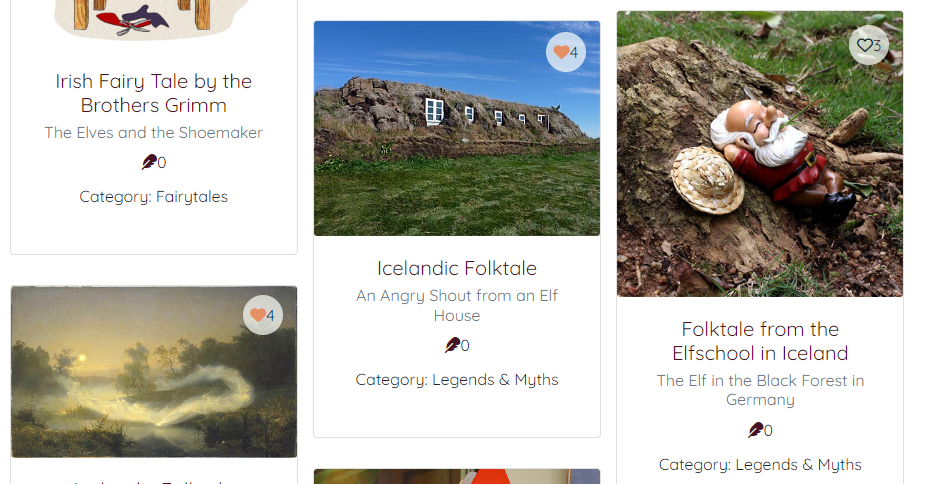 Irish Fairy Tale by the
Brothers Grimm
The Elves and the Shoemaker
0
Category: Fairytales
4
4
Icelandic Folktale
An Angry Shout from an Elf
House
0
Category: Legends & Myths
3
Folktale from the
Elfschool in Iceland
The Elf in the Black Forest in
Germany
0
Category: Legends & Myths